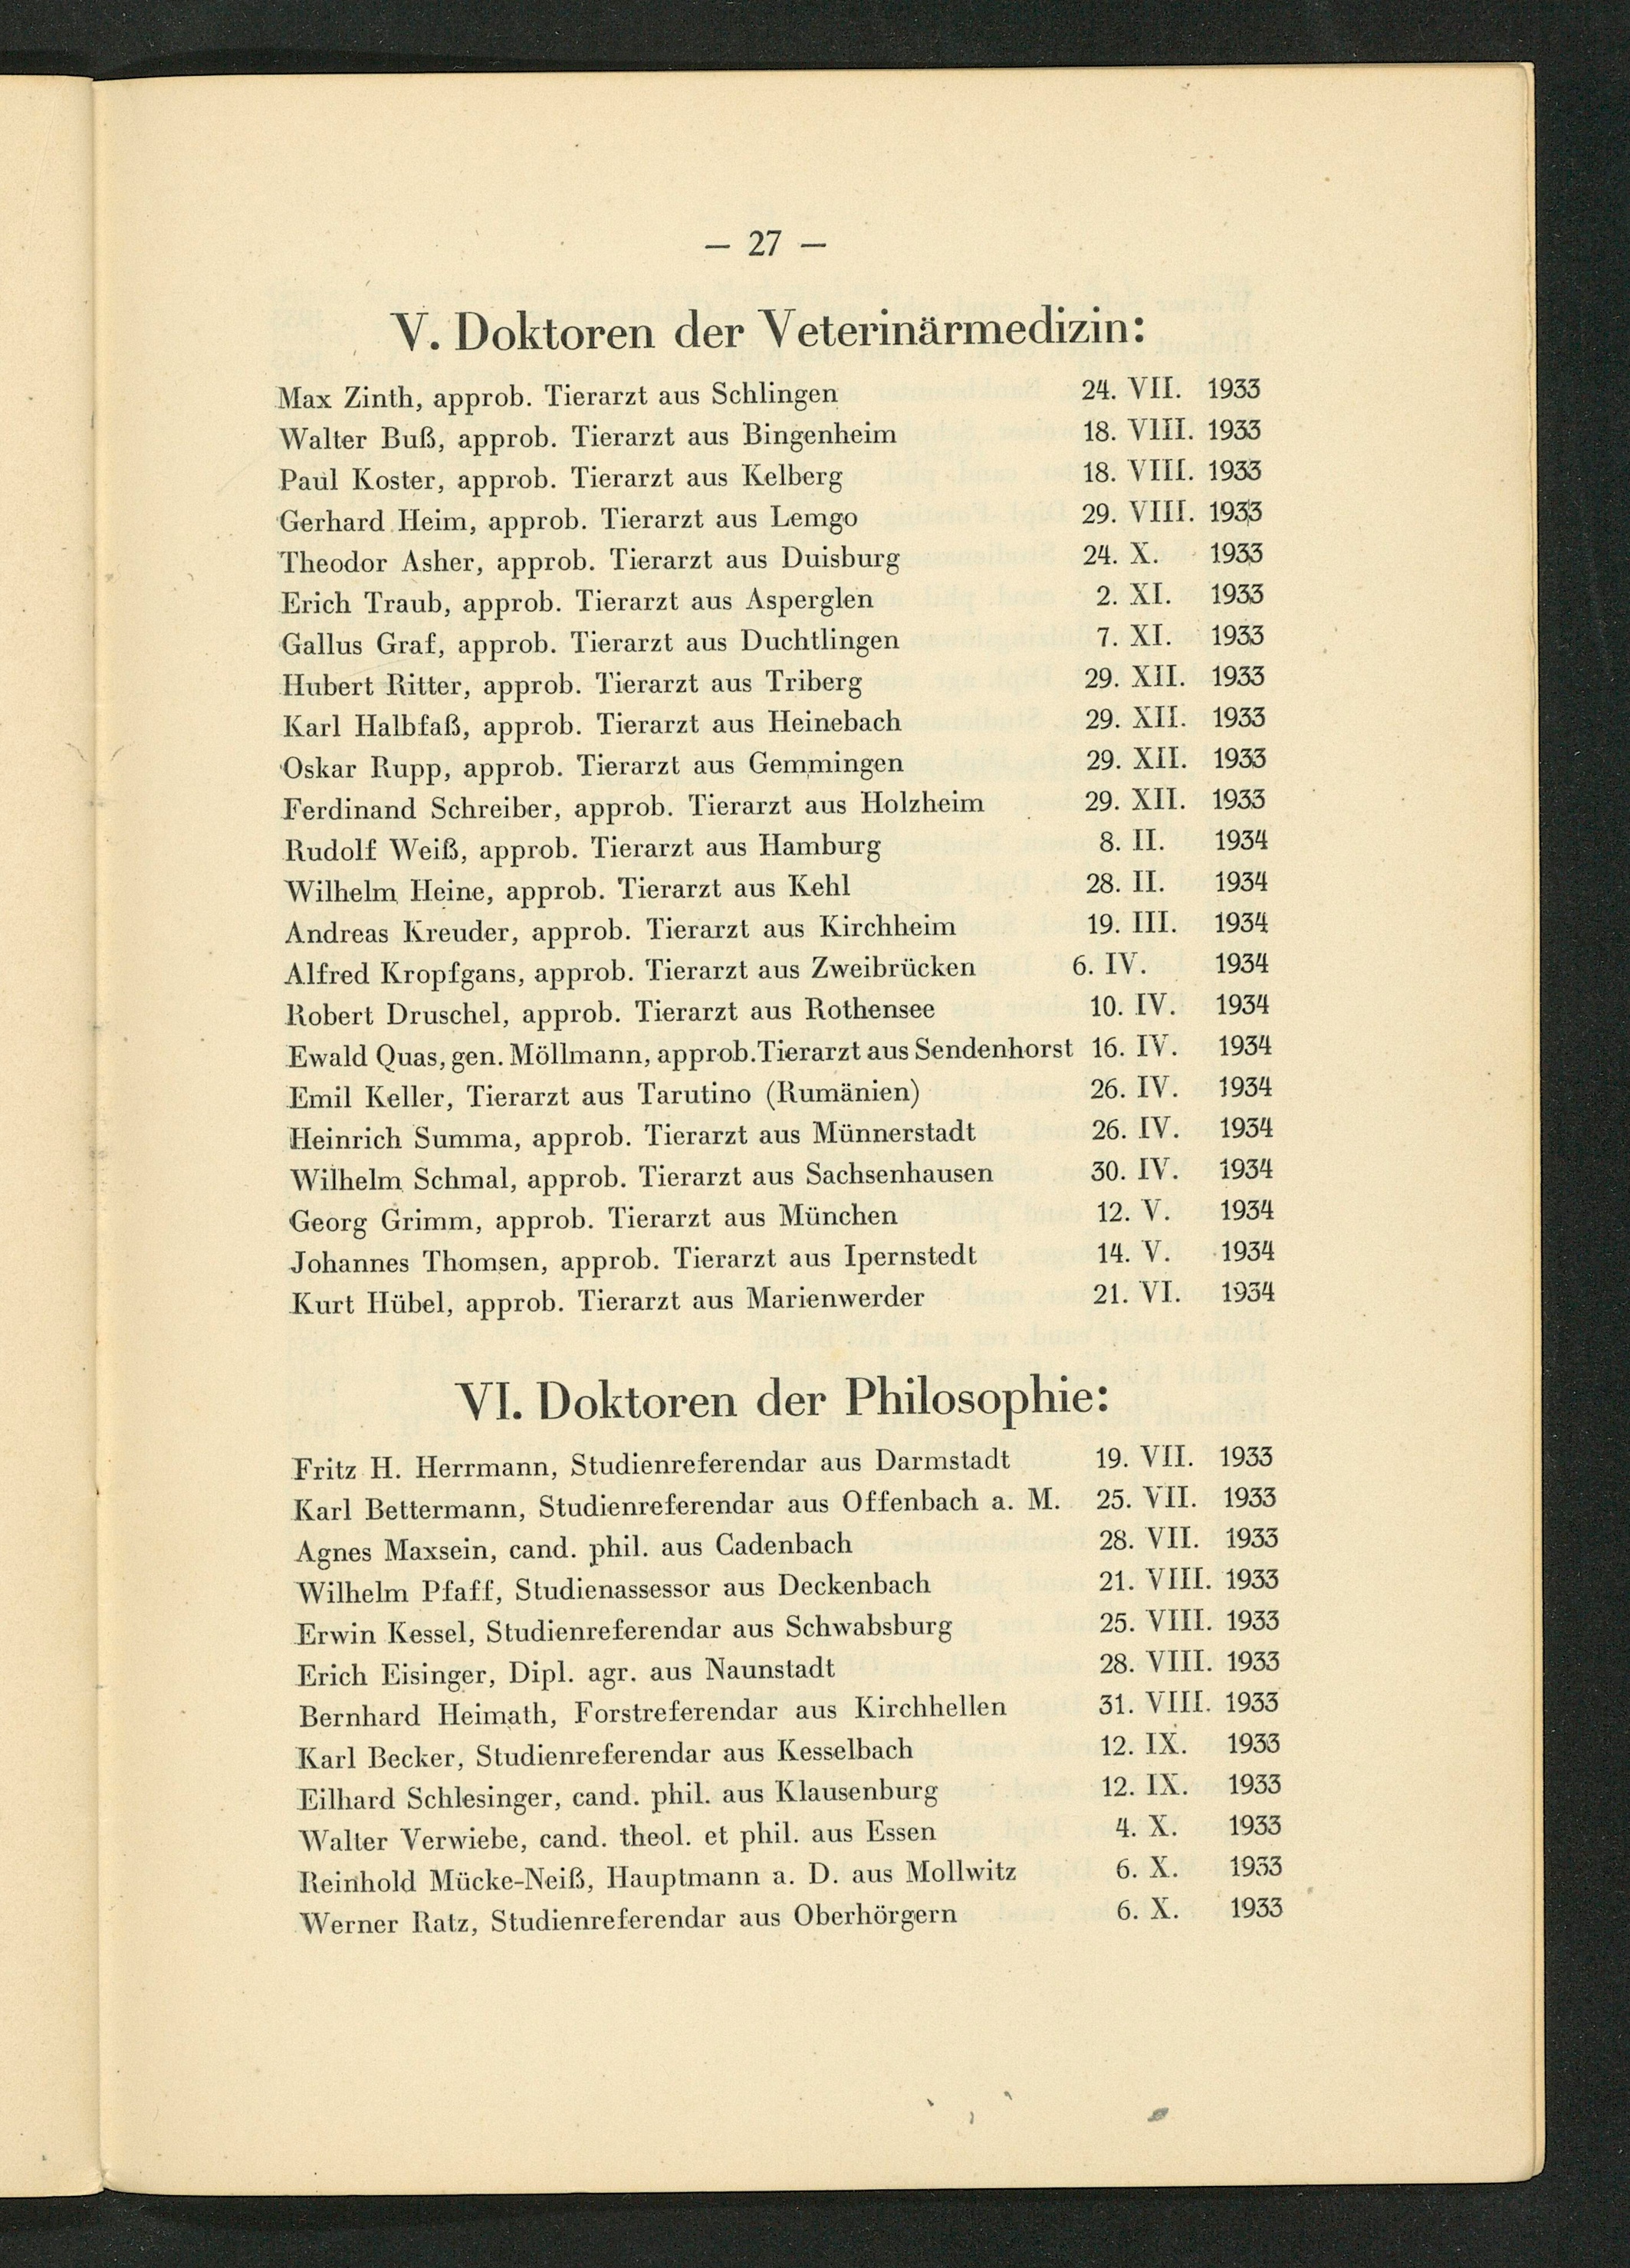 — 27 —
V. Doktoren der Veterinärmedizin:
Max Zinth, approb. Tierarzt aus Schlingen 24. VII. 1933
Walter Buß, approb. Tierarzt aus Bingenheim 18. VIII. 1933
Paul Koster, approb. Tierarzt aus Kelberg 18. VIII. 1933
Gerhard Heim, approb. Tierarzt aus Lemgo 29. VIII. 1933
Theodor Asher, approb. Tierarzt aus Duisburg 24. X. 1933
Erich Traub, approb. Tierarzt aus Asperglen 2. XI. 1933
Gallus Graf, approb. Tierarzt aus Duchtlingen 7. XI. 1933
Hubert Ritter, approb. Tierarzt aus Triberg 29. XII. 1933
Karl Halbfaß, approb. Tierarzt aus Heinebach 29. XII. 1933
Oskar Rupp, approb. Tierarzt aus Gemmingen 29. XII. 1933
Ferdinand Schreiber, approb. Tierarzt aus Holzheim 29. XII. 1933
Rudolf Weiß, approb. Tierarzt aus Hamburg 8. II. 1934
Wilhelm Heine, approb. Tierarzt aus Kehl 28. II. 1934
Andreas Kreuder, approb. Tierarzt aus Kirchheim 19. III. 1934
Alfred Kropfgans, approb. Tierarzt aus Zweibrücken 6. IV. 1934
Robert Druschel, approb. Tierarzt aus Rothensee 10. IV. 1934
Ewald Quas, gen. Möllmann, approb. Tierarzt aus Sendenhorst 16. IV. 1934
Emil Keller, Tierarzt aus Tarutino (Rumänien) 26. IV. 1934
Heinrich Summa, approb. Tierarzt aus Münnerstadt 26. IV. 1934
Wilhelm Schmal, approb. Tierarzt aus Sachsenhausen 30. IV. 1934
Georg Grimm, approb. Tierarzt aus München 12. V. 1934
Johannes Thomsen, approb. Tierarzt aus Ipernstedt 14. V. 1934
Kurt Hübel, approb. Tierarzt aus Marienwerder 21. VI. 1934
VI. Doktoren der Philosophie:
Fritz H. Herrmann, Studienreferendar aus Darmstadt 19. VII. 1933
Karl Bettermann, Studienreferendar aus Offenbach a. M. 25. VII. 1933
Agnes Maxsein, cand. phil. aus Cadenbach 28. VII. 1933
Wilhelm Pfaff, Studienassessor aus Deckenbach 21. VIII. 1933
Erwin Kessel, Studienreferendar aus Schwabsburg 25. VIII. 1933
Erich Eisinger, Dipl. agr. aus Naunstadt 28. VIII. 1933
Bernhard Heimath, Forstreferendar aus Kirchhellen 31. VIII. 1933
Karl Becker, Studienreferendar aus Kesselbach 12. IX. 1933
Eilhard Schlesinger, cand. phil. aus Klausenburg 12. IX. 1933
Walter Verwiebe, cand. theol. et phil. aus Essen 4. X. 1933
Reinhold Mücke-Neiß, Hauptmann a. D. aus Mollwitz 6. X. 1933
Werner Ratz, Studienreferendar aus Oberhörgern 6. X. 1933